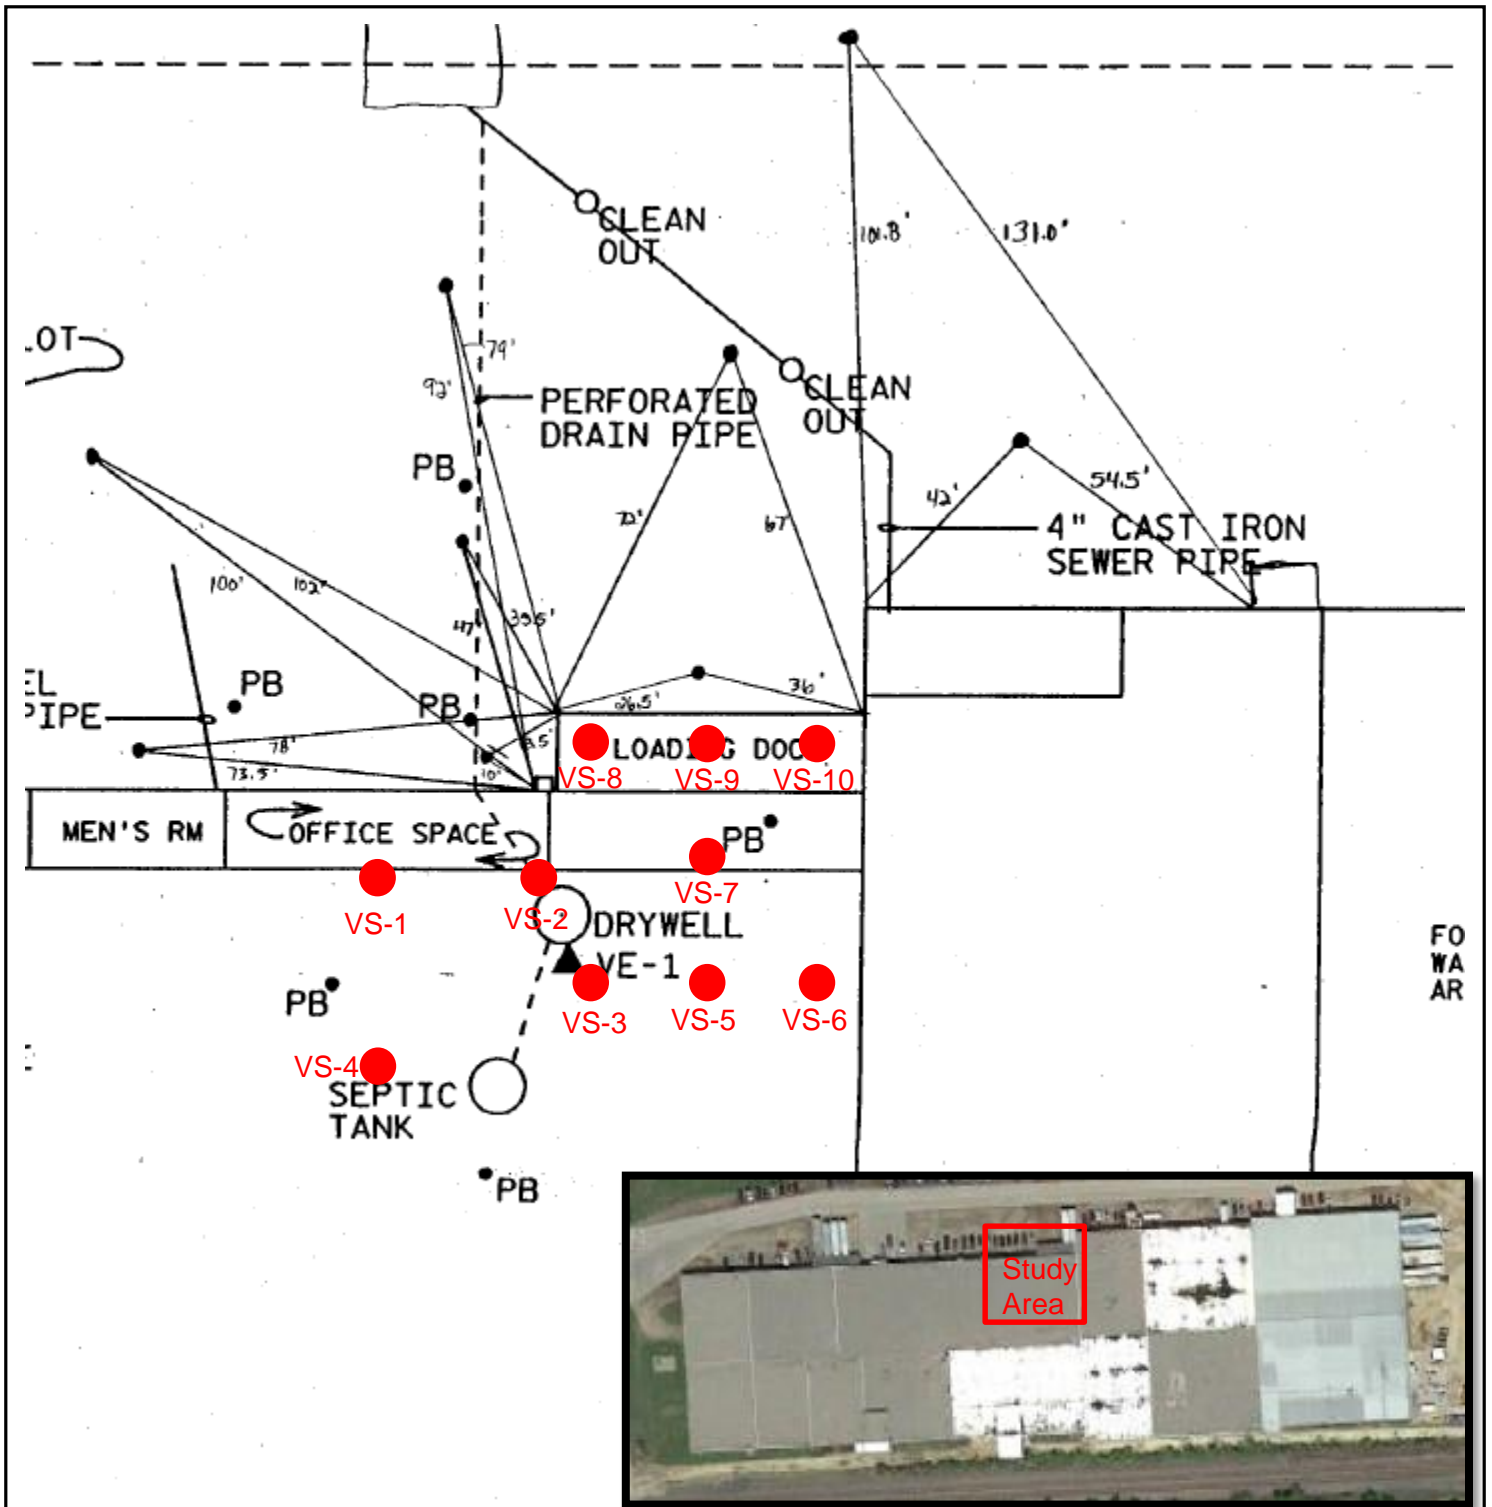 CLEAN
OUT
101.8'
131.0'
.OT
79'
92'
PERFORATED
DRAIN PIPE
CLEAN
OUT
PB
72'
67'
42'
54.5'
4" CAST IRON
SEWER PIPE
100'
102'
47'
39.5'
EL
PIPE
PB
PB
78'
73.5'
10'
26.5'
36'
LOADING DOC
VS-8
VS-9
VS-10
MEN'S RM
OFFICE SPACE
PB
VS-7
VS-1
VS-2
DRYWELL
VE-1
FO
WA
AR
PB
VS-3
VS-5
VS-6
VS-4
SEPTIC
TANK
PB
Study
Area